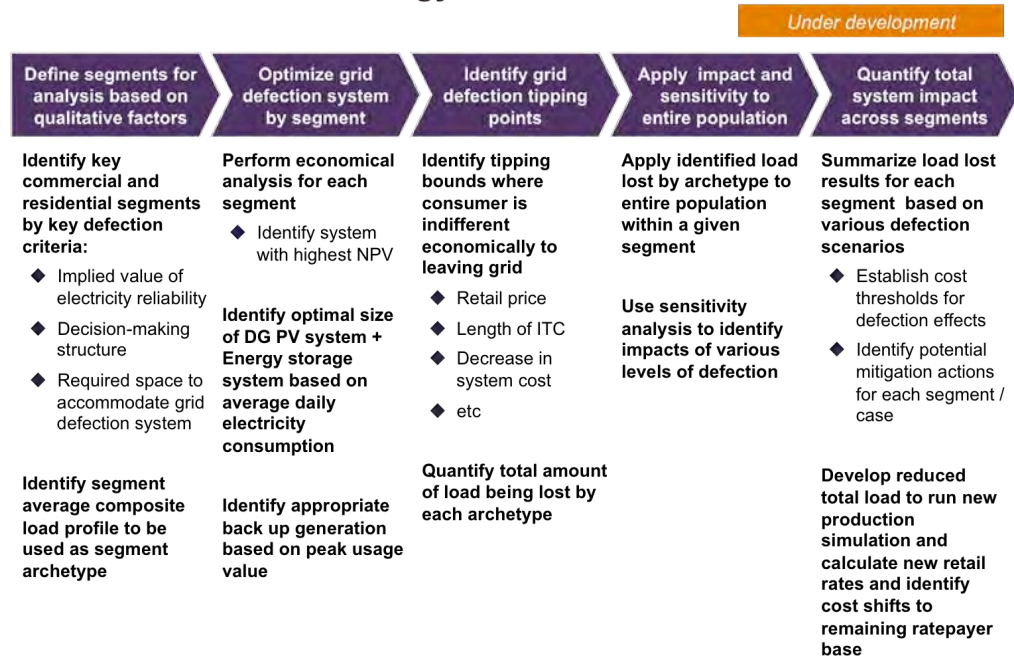 Under development
Define segments for
analysis based on
qualitative factors
Optimize grid
defection system
by segment
Identify grid
defection tipping
points
Apply impact and
sensitivity to
entire population
Quantify total
system impact
across segments
Identify key
commercial and
residential segments
by key defection
criteria:
◆ Implied value of
electricity reliability
◆ Decision-making
structure
◆ Required space to
accommodate grid
defection system
Identify segment
average composite
load profile to be
used as segment
archetype
Perform economical
analysis for each
segment
◆ Identify system
with highest NPV
Identify optimal size
of DG PV system +
Energy storage
system based on
average daily
electricity
consumption
Identify appropriate
back up generation
based on peak usage
value
Identify tipping
bounds where
consumer is
indifferent
economically to
leaving grid
◆ Retail price
◆ Length of ITC
◆ Decrease in
system cost
◆ etc
Quantify total amount
of load being lost by
each archetype
Apply identified load
lost by archetype to
entire population
within a given
segment
Use sensitivity
analysis to identify
impacts of various
levels of defection
Summarize load lost
results for each
segment based on
various defection
scenarios
◆ Establish cost
thresholds for
defection effects
◆ Identify potential
mitigation actions
for each segment /
case
Develop reduced
total load to run new
production
simulation and
calculate new retail
rates and identify
cost shifts to
remaining ratepayer
base